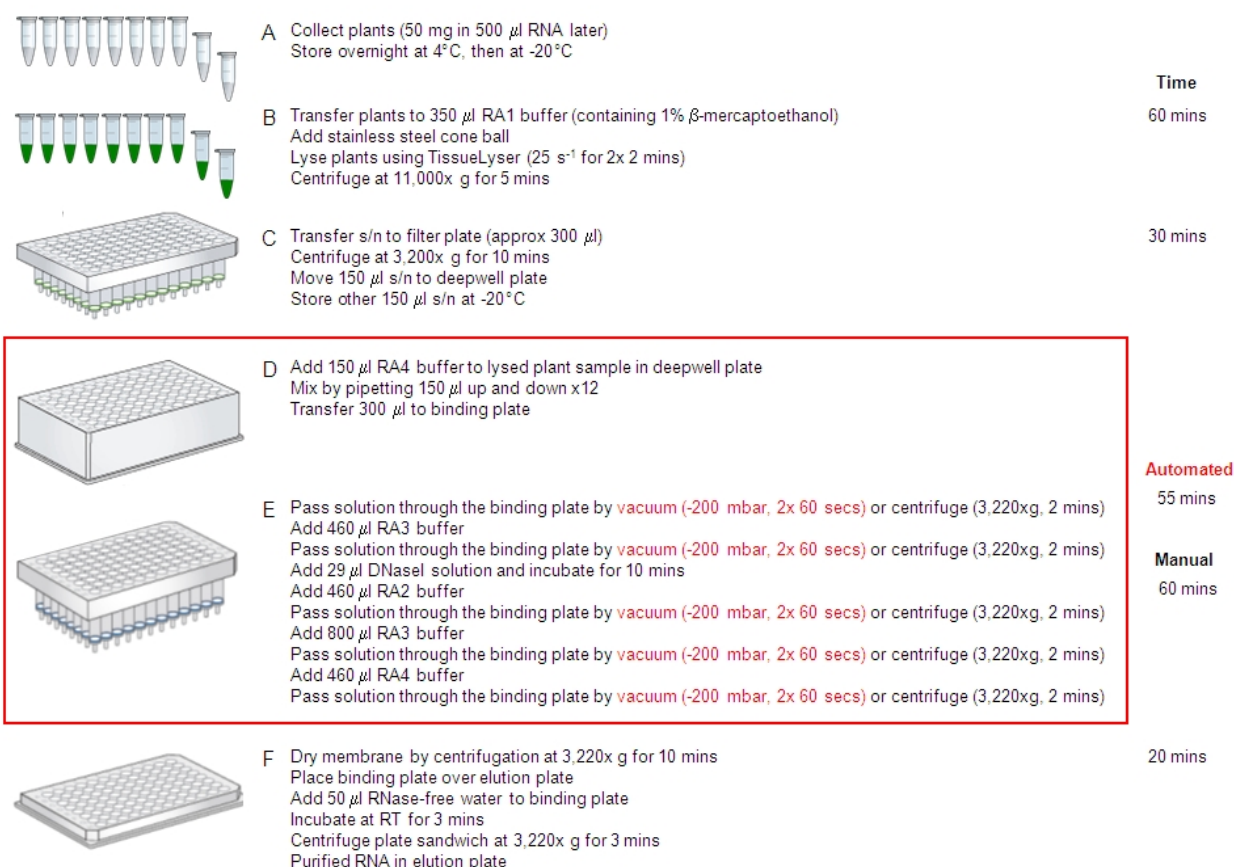 A Collect plants (50 mg in 500 µl RNA later)
Store overnight at 4°C, then at -20°C
Time
B Transfer plants to 350 µl RA1 buffer (containing 1% β-mercaptoethanol) 60 mins
Add stainless steel cone ball
Lyse plants using TissueLyser (25 s⁻¹ for 2x 2 mins)
Centrifuge at 11,000x g for 5 mins
C Transfer s/n to filter plate (approx 300 µl) 30 mins
Centrifuge at 3,200x g for 10 mins
Move 150 µl s/n to deepwell plate
Store other 150 µl s/n at -20°C
D Add 150 µl RA4 buffer to lysed plant sample in deepwell plate
Mix by pipetting 150 µl up and down x12
Transfer 300 µl to binding plate
Automated
55 mins
E Pass solution through the binding plate by vacuum (-200 mbar, 2x 60 secs) or centrifuge (3,220xg, 2 mins)
Add 460 µl RA3 buffer
Pass solution through the binding plate by vacuum (-200 mbar, 2x 60 secs) or centrifuge (3,220xg, 2 mins)
Add 29 µl DNaseI solution and incubate for 10 mins
Add 460 µl RA2 buffer
Pass solution through the binding plate by vacuum (-200 mbar, 2x 60 secs) or centrifuge (3,220xg, 2 mins)
Add 800 µl RA3 buffer
Pass solution through the binding plate by vacuum (-200 mbar, 2x 60 secs) or centrifuge (3,220xg, 2 mins)
Add 460 µl RA4 buffer
Pass solution through the binding plate by vacuum (-200 mbar, 2x 60 secs) or centrifuge (3,220xg, 2 mins)
Manual
60 mins
F Dry membrane by centrifugation at 3,220x g for 10 mins 20 mins
Place binding plate over elution plate
Add 50 µl RNase-free water to binding plate
Incubate at RT for 3 mins
Centrifuge plate sandwich at 3,220x g for 3 mins
Purified RNA in elution plate